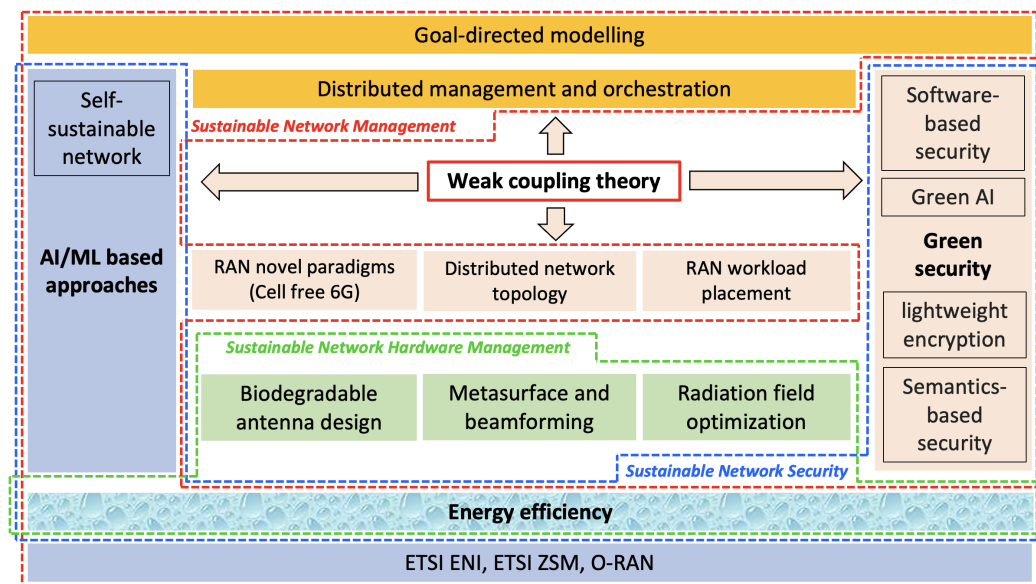 Goal-directed modelling
Self-
sustainable
network
AI/ML based
approaches
Distributed management and orchestration
Sustainable Network Management
Weak coupling theory
RAN novel paradigms
(Cell free 6G)
Distributed network
topology
RAN workload
placement
Sustainable Network Hardware Management
Biodegradable
antenna design
Metasurface and
beamforming
Radiation field
optimization
Sustainable Network Security
Software-
based
security
Green AI
Green
security
lightweight
encryption
Semantics-
based
security
Energy efficiency
ETSI ENI, ETSI ZSM, O-RAN